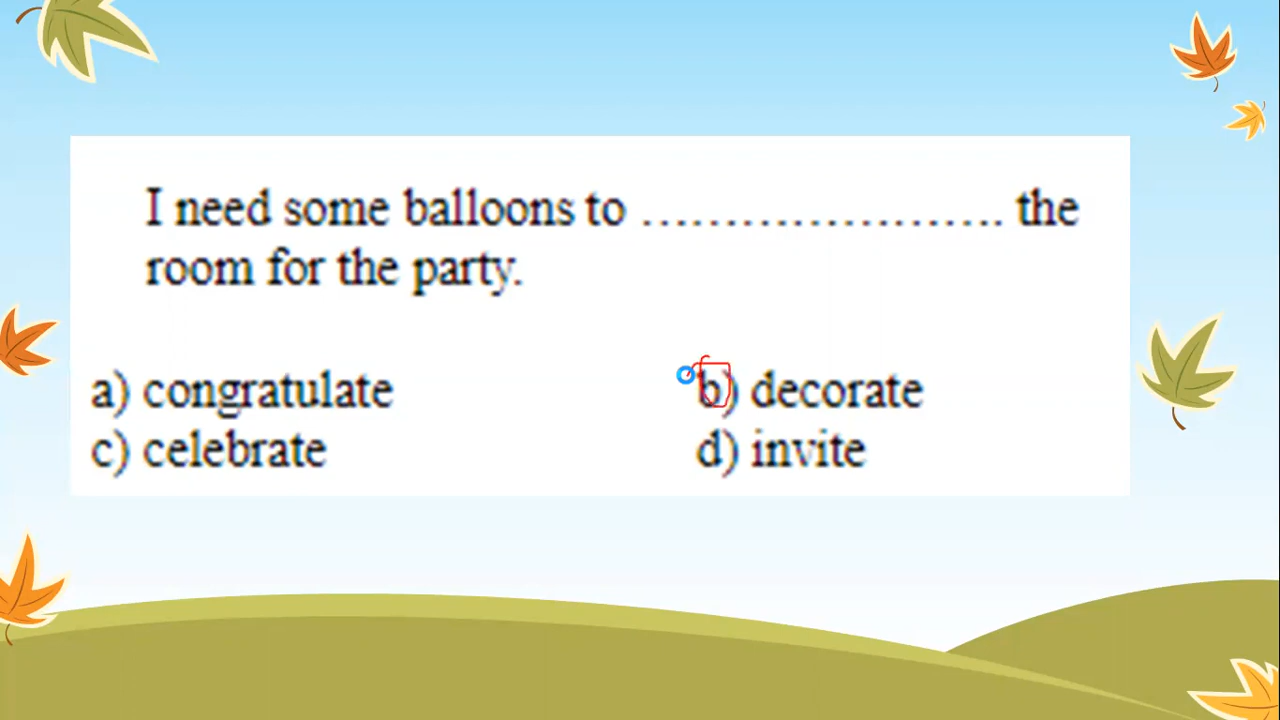 I need some balloons to ……………………. the
room for the party.
a) congratulate b) decorate
c) celebrate d) invite